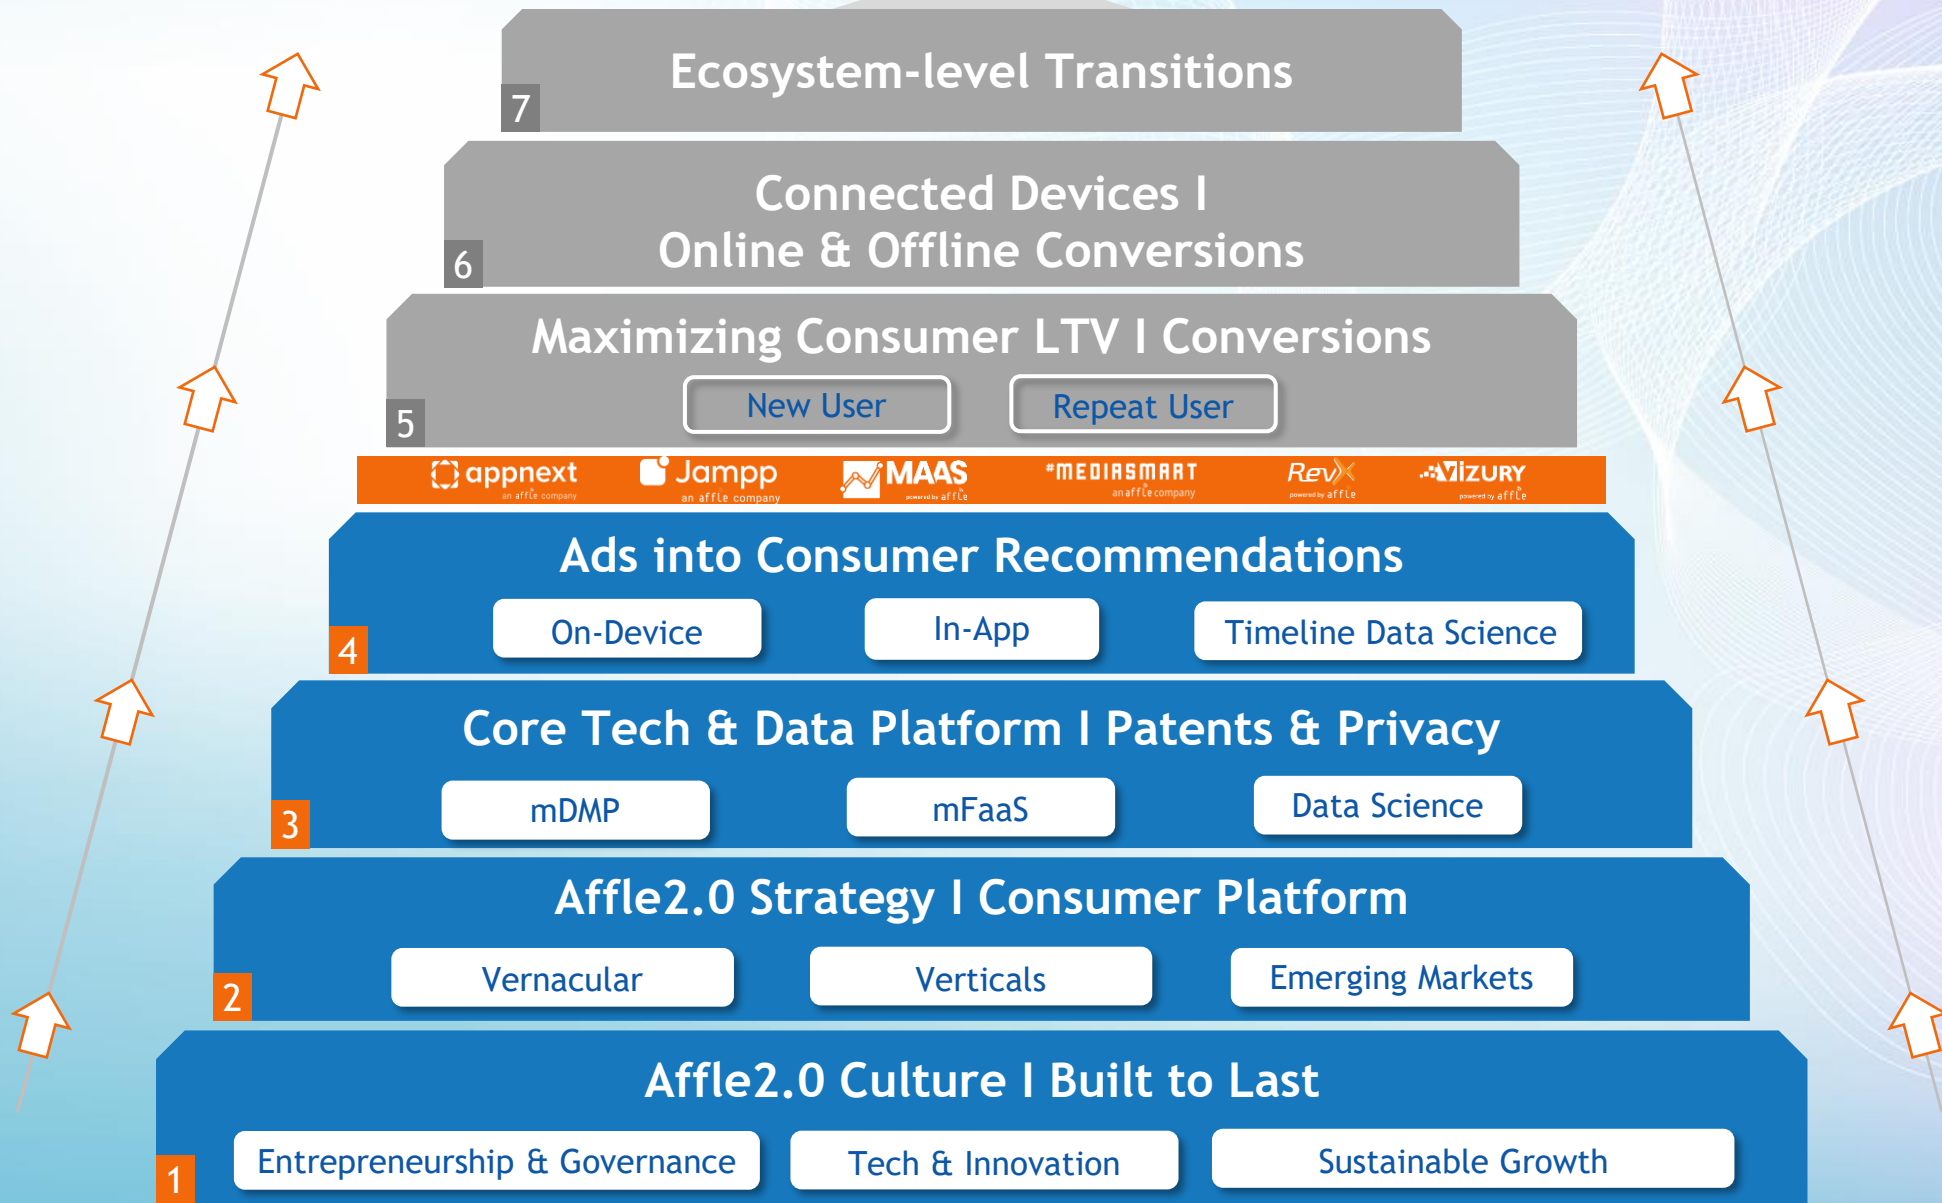 Ecosystem-level Transitions
7
Connected Devices I
Online & Offline Conversions
6
Maximizing Consumer LTV I Conversions
New User
Repeat User
5
appnext
an affle company
Jampp
an affle company
MAAS
powered by affle
#MEDIASMART
an affle company
RevX
powered by affle
VIZURY
powered by affle
Ads into Consumer Recommendations
On-Device
In-App
Timeline Data Science
4
Core Tech & Data Platform I Patents & Privacy
mDMP
mFaaS
Data Science
3
Affle2.0 Strategy I Consumer Platform
Vernacular
Verticals
Emerging Markets
2
Affle2.0 Culture I Built to Last
Entrepreneurship & Governance
Tech & Innovation
Sustainable Growth
1